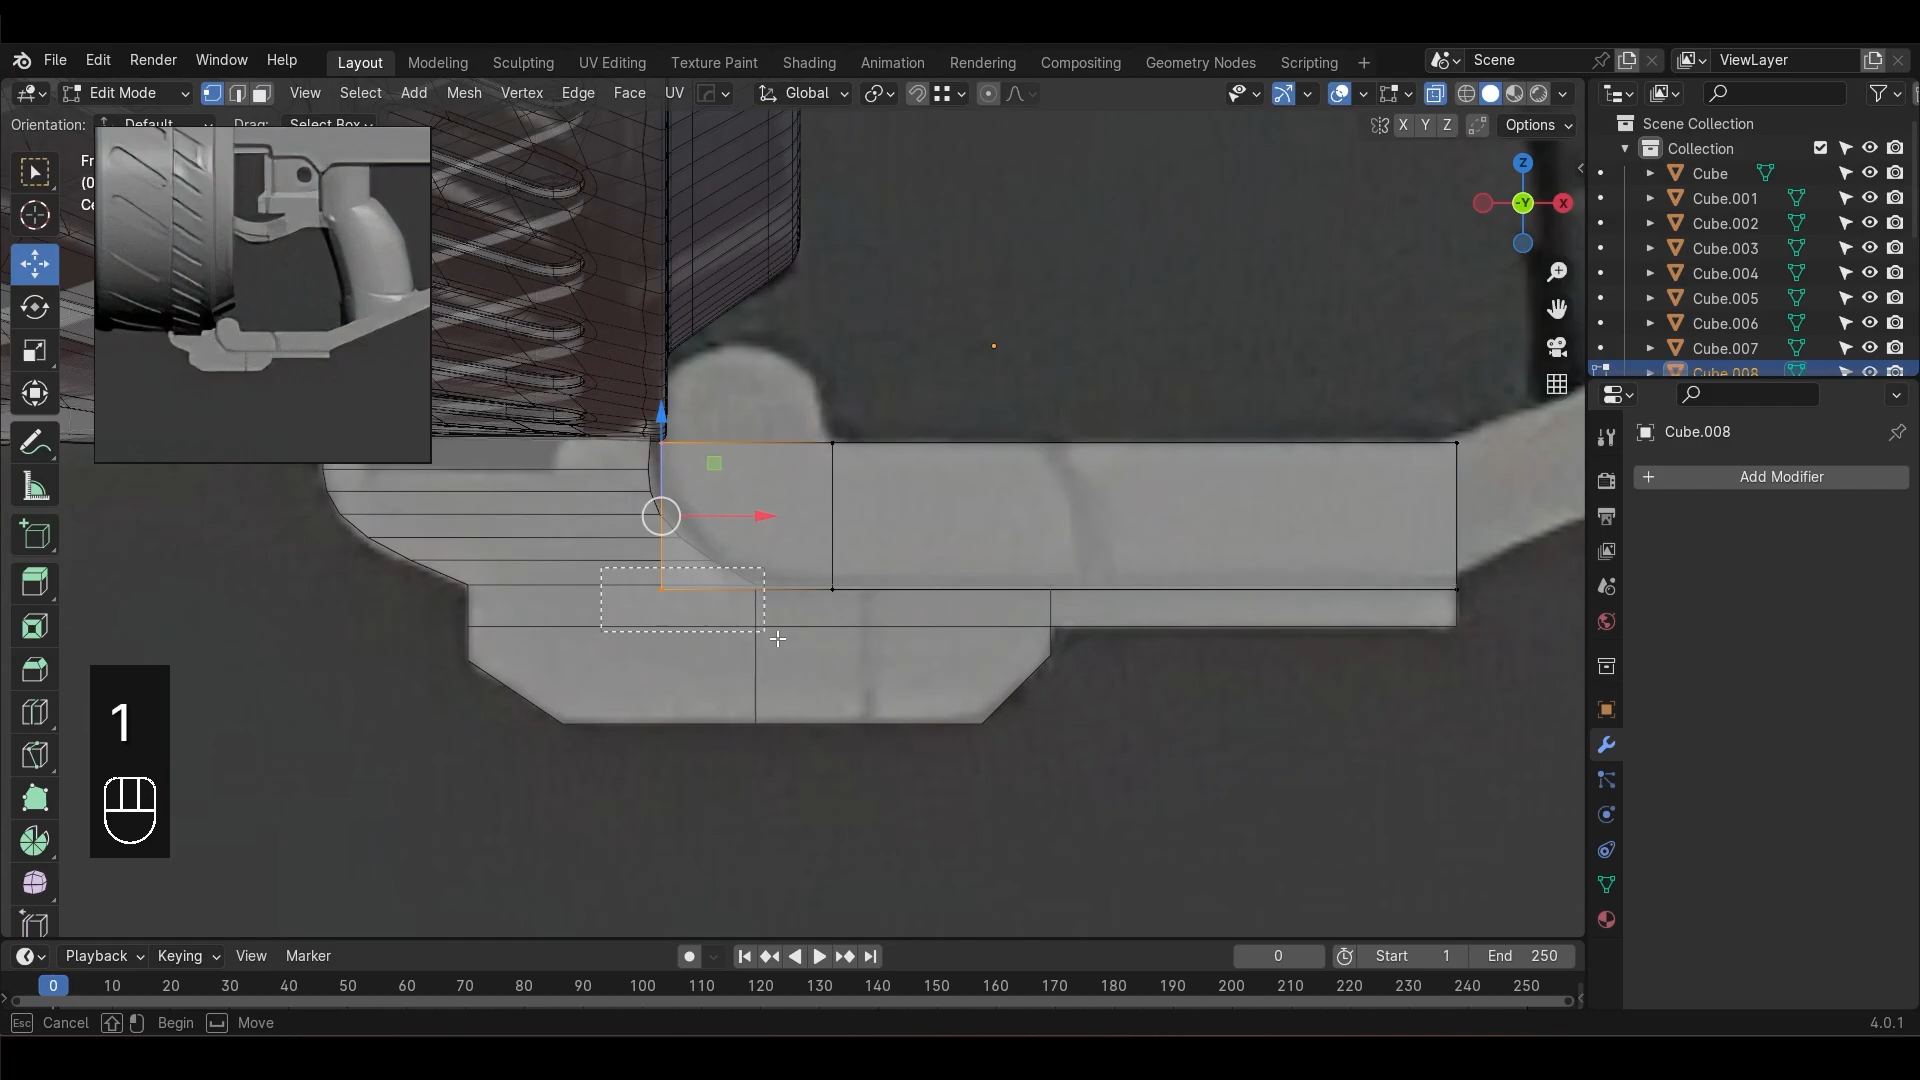 File Edit Render Window Help Layout Modeling Sculpting UV Editing Texture Paint Shading Animation Rendering Compositing Geometry Nodes Scripting Scene ViewLayer
Edit Mode View Select Add Mesh Vertex Edge Face UV Global
Orientation: Default Drag: Select Box X Y Z Options
Fr
(0
Ce
Z
-Y
X
Scene Collection
Collection
Cube
Cube.001
Cube.002
Cube.003
Cube.004
Cube.005
Cube.006
Cube.007
Cube.008
Cube.008
Add Modifier
1
Playback Keying View Marker 0 Start 1 End 250
0 10 20 30 40 50 60 70 80 90 100 110 120 130 140 150 160 170 180 190 200 210 220 230 240 250
Esc Cancel Begin Move 4.0.1